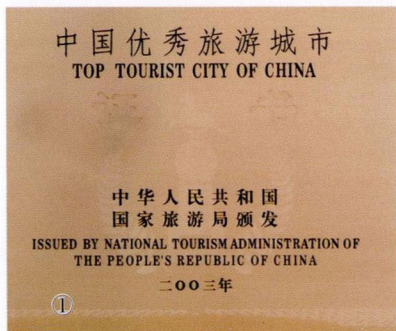 中国优秀旅游城市
TOP TOURIST CITY OF CHINA
中华人民共和国
国家旅游局颁发
ISSUED BY NATIONAL TOURISM ADMINISTRATION OF
THE PEOPLE'S REPUBLIC OF CHINA
二〇〇三年
①